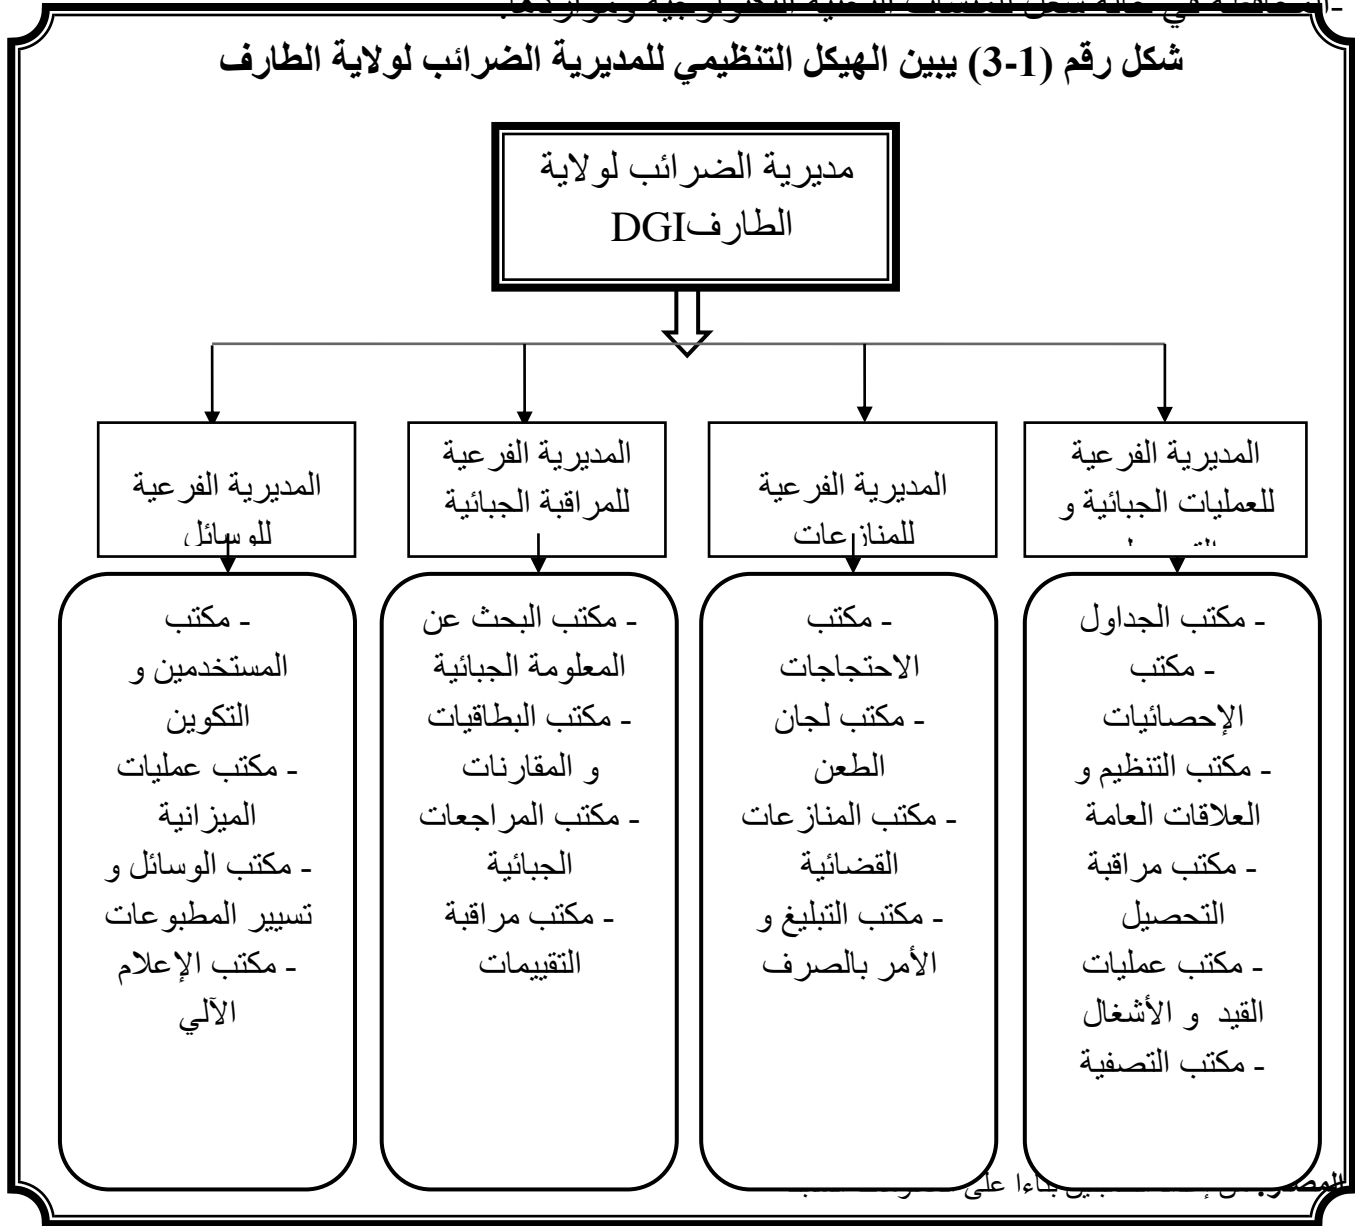 شكل رقم (1-3) يبين الهيكل التنظيمي للمديرية الضرائب لولاية الطارف
مديرية الضرائب لولاية
الطارفDGI
المديرية الفرعية
للعمليات الجبائية و
المديرية الفرعية
للمنازعات
المديرية الفرعية
للمراقبة الجبائية
المديرية الفرعية
للوسائل
- مكتب الجداول
- مكتب
الإحصائيات
- مكتب التنظيم و
العلاقات العامة
- مكتب مراقبة
التحصيل
- مكتب عمليات
القيد و الأشغال
- مكتب التصفية
- مكتب
الاحتجاجات
- مكتب لجان
الطعن
- مكتب المنازعات
القضائية
- مكتب التبليغ و
الأمر بالصرف
- مكتب البحث عن
المعلومة الجبائية
- مكتب البطاقيات
و المقارنات
- مكتب المراجعات
الجبائية
- مكتب مراقبة
التقييمات
- مكتب
المستخدمين و
التكوين
- مكتب عمليات
الميزانية
- مكتب الوسائل و
تسيير المطبوعات
- مكتب الإعلام
الآلي
على